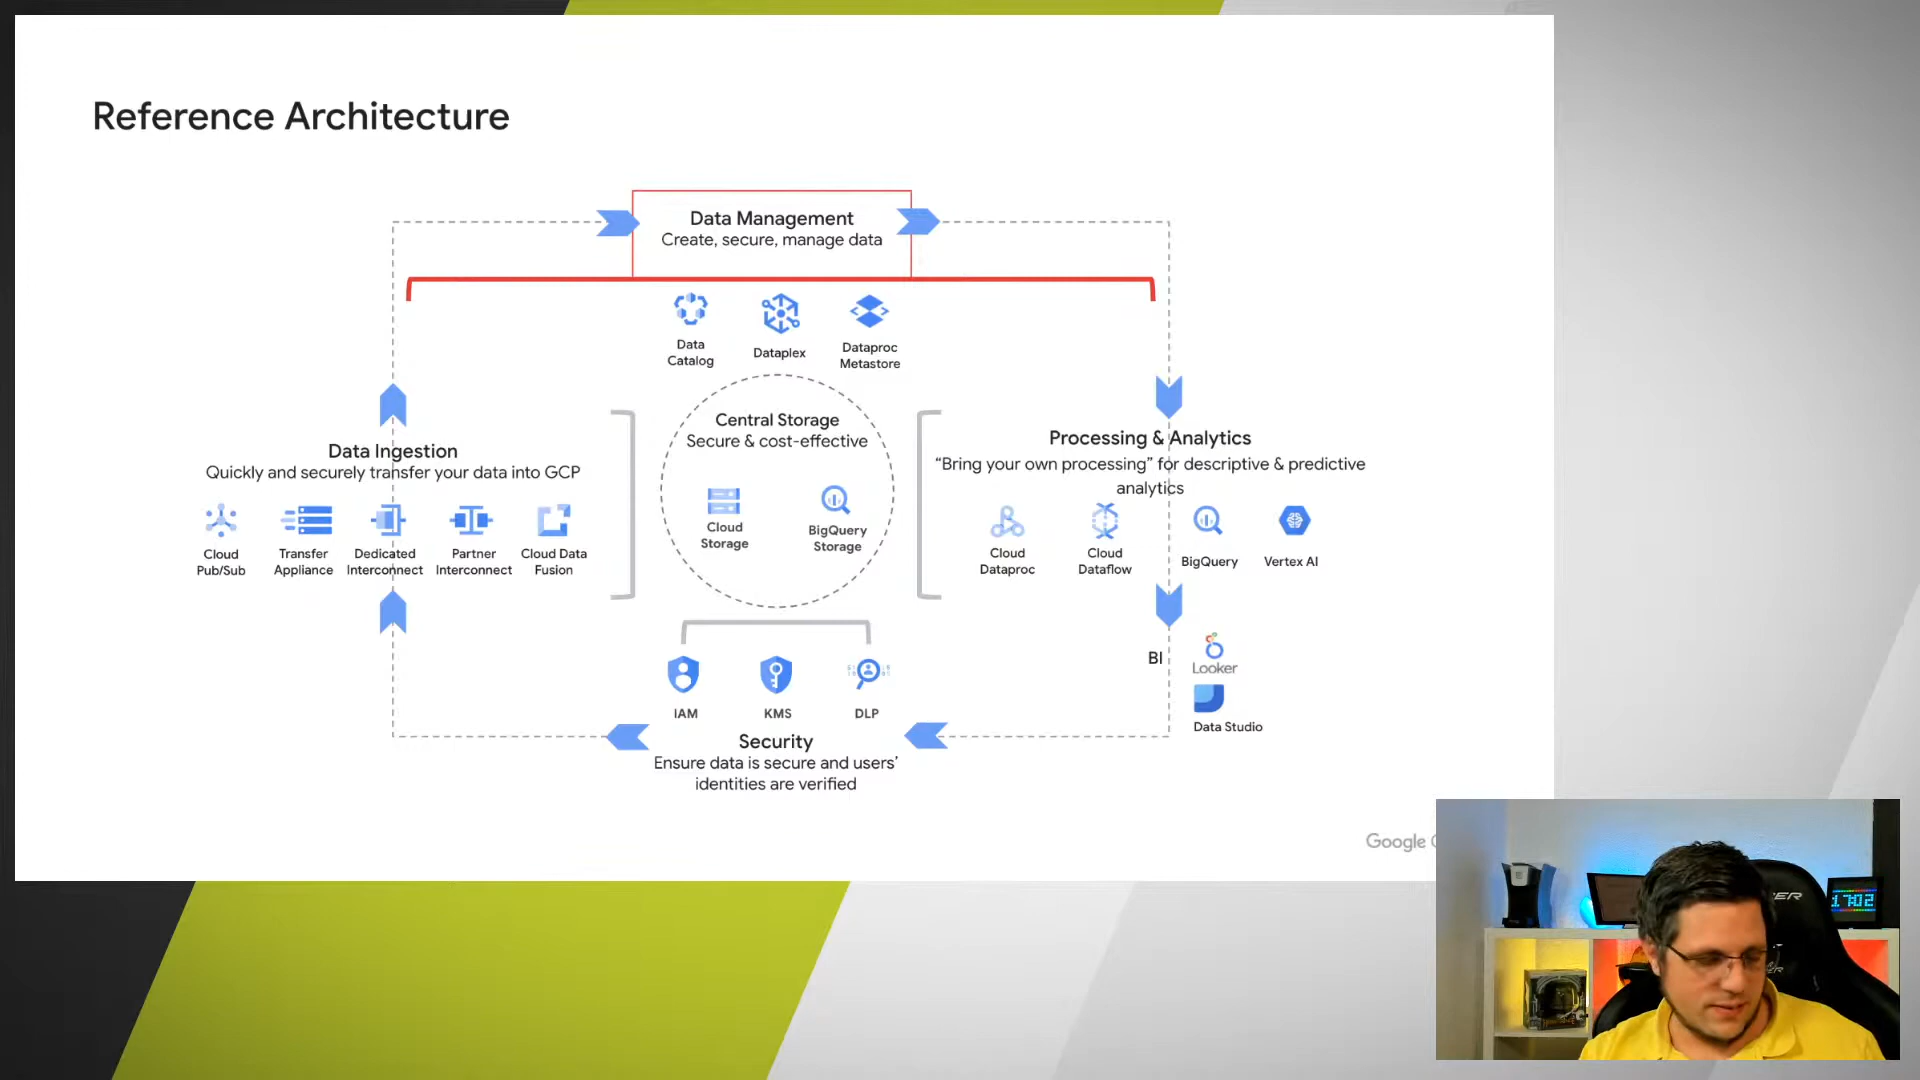 Reference Architecture
Data Management
Create, secure, manage data
Data
Catalog
Dataplex
Dataproc
Metastore
Central Storage
Secure & cost-effective
Cloud
Storage
BigQuery
Storage
Data Ingestion
Quickly and securely transfer your data into GCP
Cloud
Pub/Sub
Transfer
Appliance
Dedicated
Interconnect
Partner
Interconnect
Cloud Data
Fusion
Processing & Analytics
“Bring your own processing” for descriptive & predictive
analytics
Cloud
Dataproc
Cloud
Dataflow
BigQuery
Vertex AI
BI
Looker
Data Studio
IAM
KMS
DLP
Security
Ensure data is secure and users’
identities are verified
Google
17:02